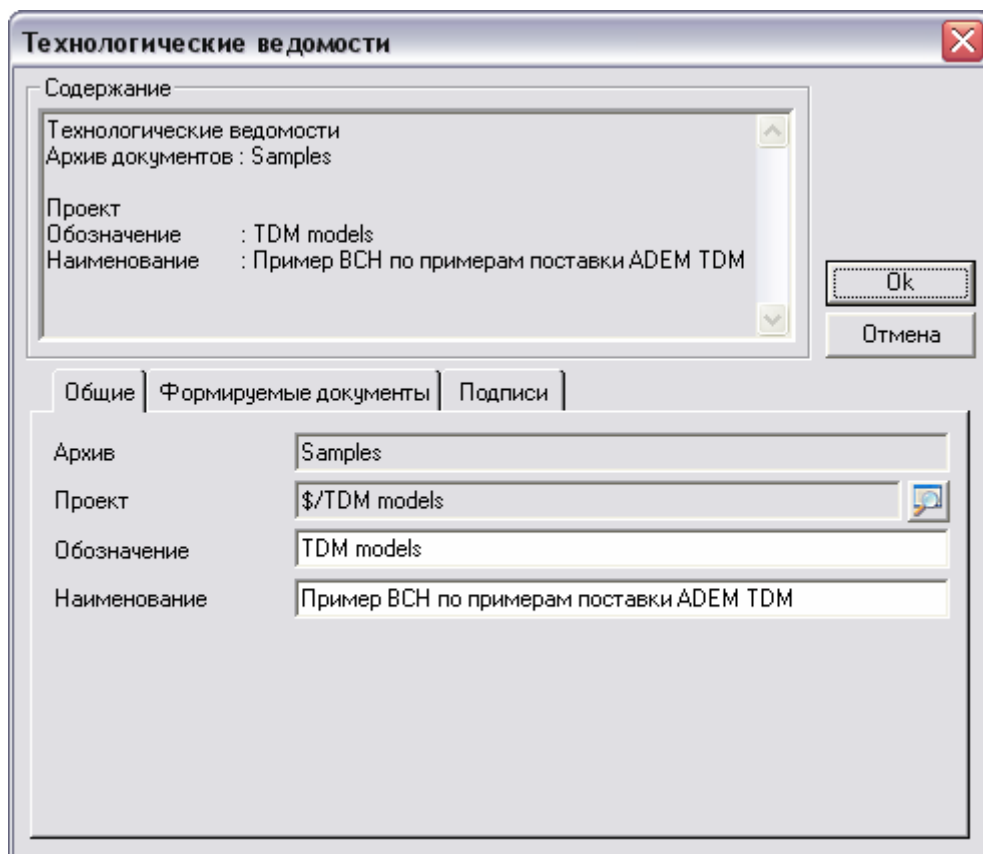 Технологические ведомости
Содержание
Технологические ведомости
Архив документов : Samples
Проект
Обозначение : TDM models
Наименование : Пример ВСН по примерам поставки ADEM TDM
Ok
Отмена
Общие Формируемые документы Подписи
Архив Samples
Проект $/TDM models
Обозначение TDM models
Наименование Пример ВСН по примерам поставки ADEM TDM